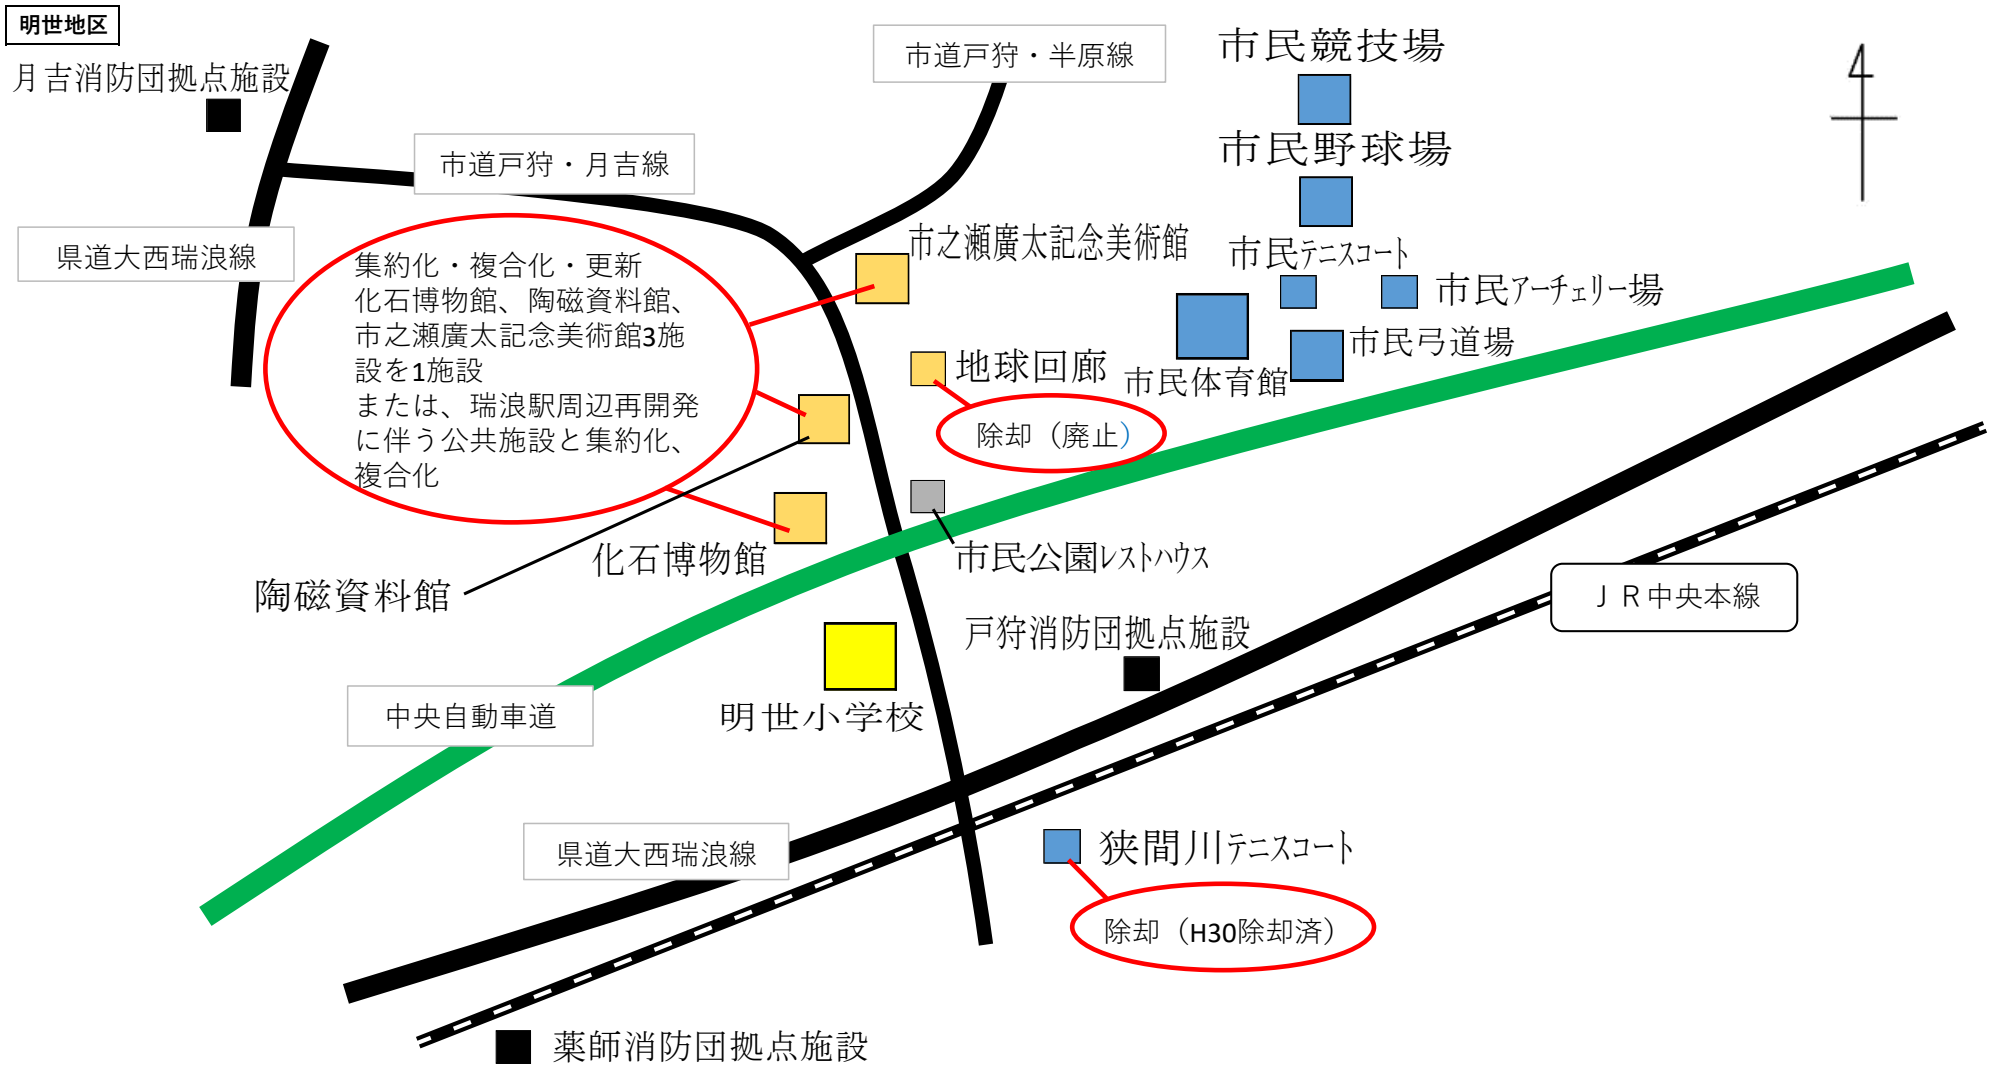 明世地区
月吉消防団拠点施設
市道戸狩・半原線
市民競技場
市民野球場
市道戸狩・月吉線
県道大西瑞浪線
市之瀬廣太記念美術館
市民テニスコート
市民アーチェリー場
集約化・複合化・更新
化石博物館、陶磁資料館、
市之瀬廣太記念美術館3施
設を1施設
または、瑞浪駅周辺再開発
に伴う公共施設と集約化、
複合化
地球回廊
市民体育館
市民弓道場
除却（廃止）
化石博物館
市民公園レストハウス
陶磁資料館
ＪＲ中央本線
戸狩消防団拠点施設
明世小学校
中央自動車道
県道大西瑞浪線
狭間川テニスコート
除却（H30除却済）
薬師消防団拠点施設